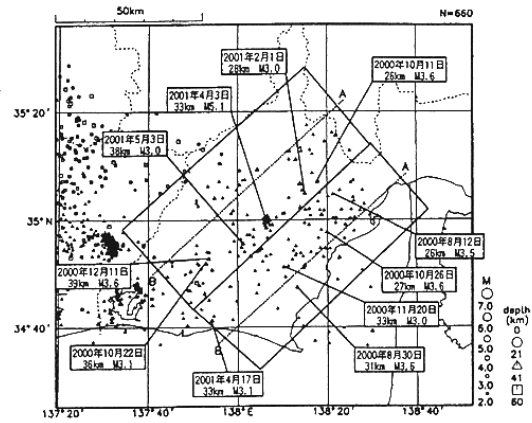 50km
N=660
2001年2月1日
28km M3.0
2000年10月11日
26km M3.6
2001年4月3日
33km M5.1
2001年5月3日
38km M3.0
A
A
35°20'
35°N
34°40'
2000年8月12日
26km M3.5
2000年12月11日
39km M3.6
B
2000年10月26日
27km M3.6
2000年11月20日
33km M3.0
2000年10月22日
36km M3.1
B
2000年8月30日
31km M3.6
2001年4月17日
33km M3.1
137°20'
137°40'
138°E
138°20'
138°40'
M
7.0
6.0
5.0
4.0
3.0
2.0
depth
(km)
0
21
41
60